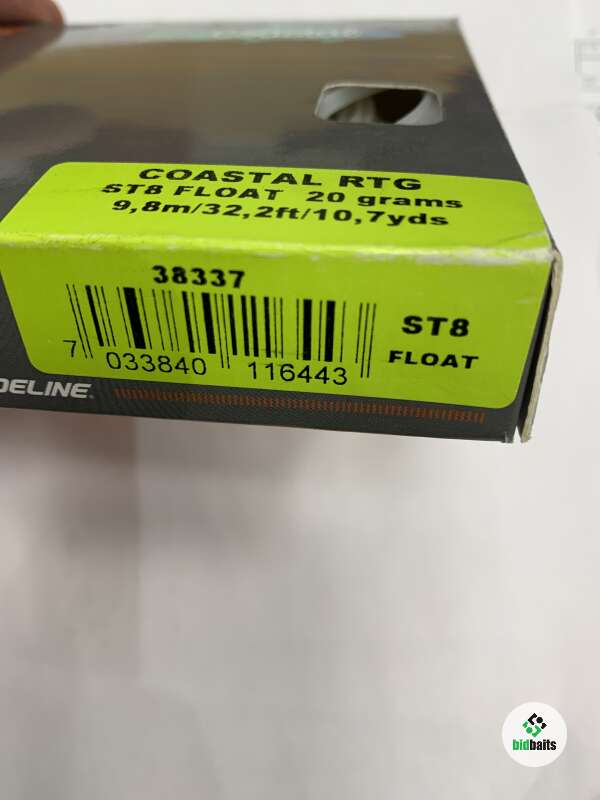 COASTAL RTG
ST8 FLOAT 20 grams
9,8m/32,2ft/10,7yds
38337
ST8
FLOAT
7 033840 116443
DELINE
bidbaits